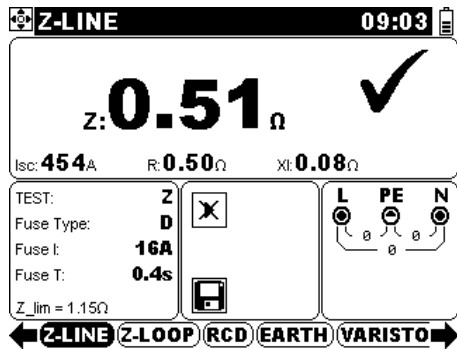 Z-LINE 09:03
Z: 0.51 Ω
Isc: 454A R: 0.50Ω Xl: 0.08Ω
TEST: Z
Fuse Type: D
Fuse I: 16A
Fuse T: 0.4s
Z_lim = 1.15Ω
L PE N
0 0
0
Z-LINE Z-LOOP RCD EARTH VARISTO